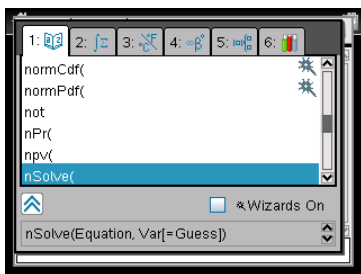 1: 2: ∫Σ 3: 4: ∞β° 5: 6:
normCdf(
normPdf(
not
nPr(
npv(
nSolve(
Wizards On
nSolve(Equation, Var[=Guess])